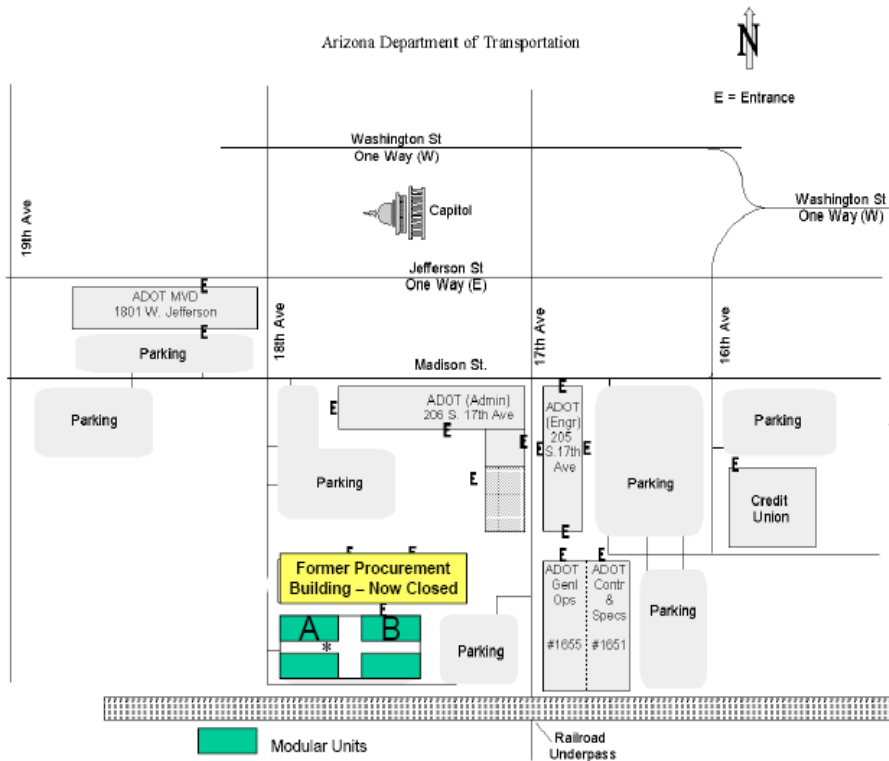 Arizona Department of Transportation
N
E = Entrance
Washington St
One Way (W)
Washington St
One Way (W)
Capitol
19th Ave
Jefferson St
One Way (E)
E
ADOT MVD
1801 W. Jefferson
E
18th Ave
17th Ave
16th Ave
Parking
Madison St.
Parking
E
ADOT (Admin)
206 S. 17th Ave
E
E
E
E
ADOT
(Engr)
205
S.17th
Ave
E
E
E
Parking
Parking
Parking
E
Credit
Union
E
E
Former Procurement
Building – Now Closed
E
A
B
*
Parking
E
ADOT
Genl
Ops
#1655
E
ADOT
Contr
&
Specs
#1651
Parking
Modular Units
Railroad
Underpass